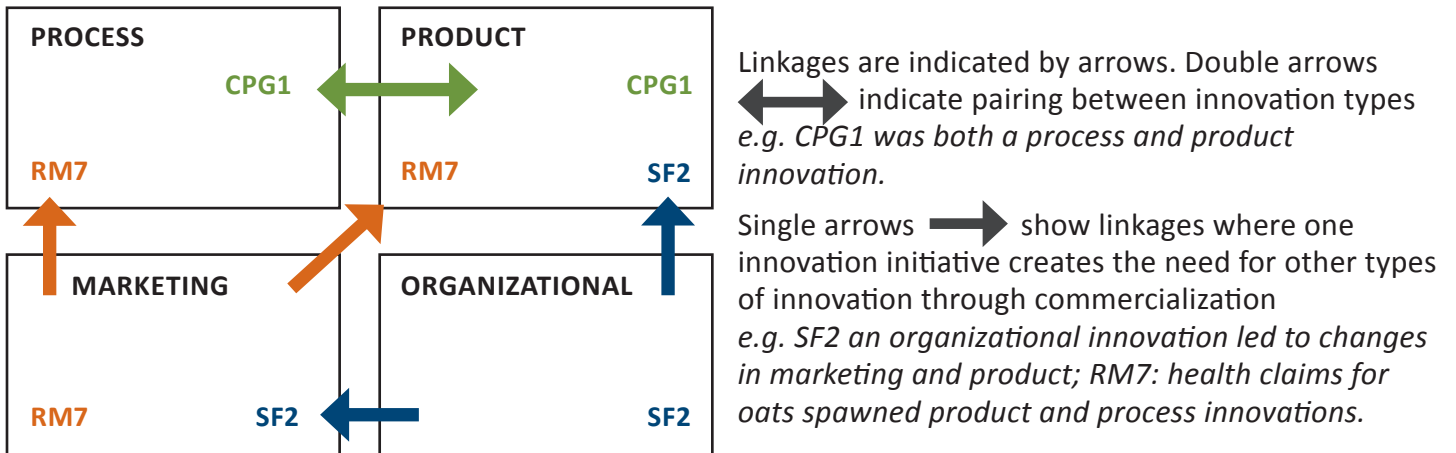 PROCESS
CPG1
RM7
PRODUCT
CPG1
RM7
SF2
MARKETING
RM7
SF2
ORGANIZATIONAL
SF2
Linkages are indicated by arrows. Double arrows
indicate pairing between innovation types
e.g. CPG1 was both a process and product
innovation.
Single arrows show linkages where one
innovation initiative creates the need for other types
of innovation through commercialization
e.g. SF2 an organizational innovation led to changes
in marketing and product; RM7: health claims for
oats spawned product and process innovations.